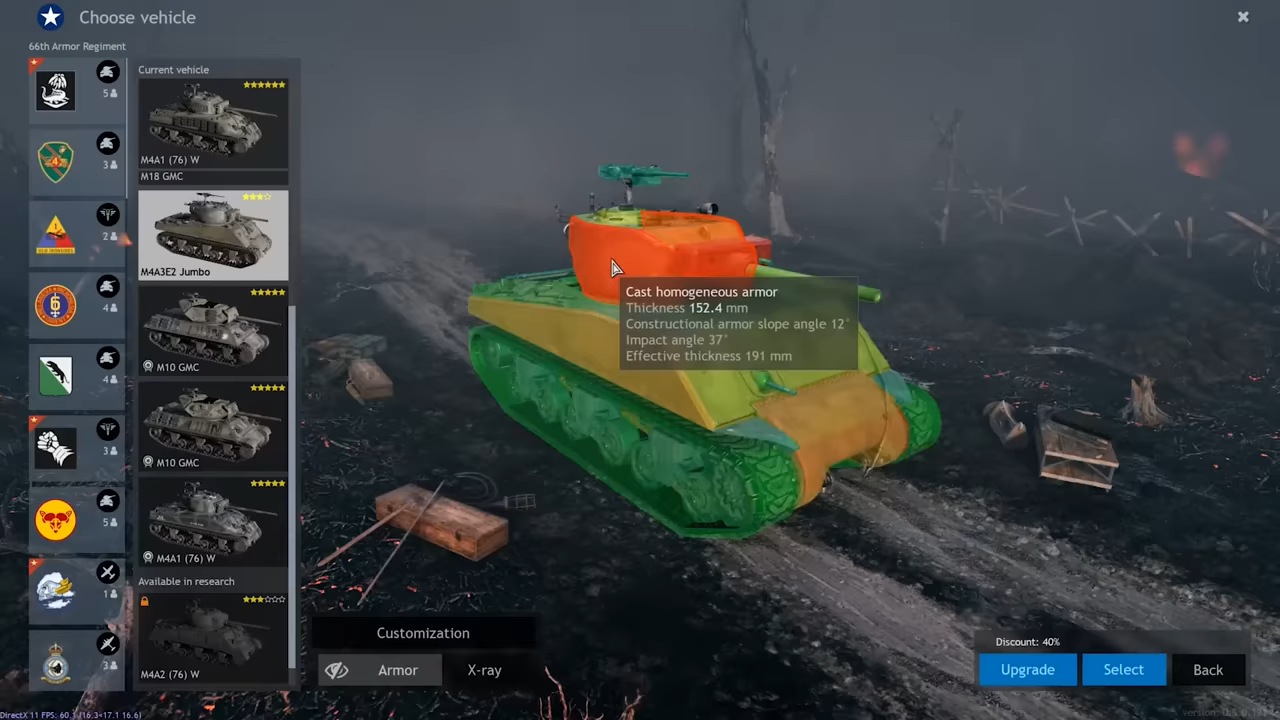 Choose vehicle
66th Armor Regiment
Current vehicle
5
M4A1 (76) W
M18 GMC
3
M4A3E2 Jumbo
2
Cast homogeneous armor
Thickness 152.4 mm
Constructional armor slope angle 12°
Impact angle 37°
Effective thickness 191 mm
4
M10 GMC
4
M10 GMC
3
5
M4A1 (76) W
Available in research
1
3
M4A2 (76) W
Customization
Armor
X-ray
Discount: 40%
Upgrade
Select
Back